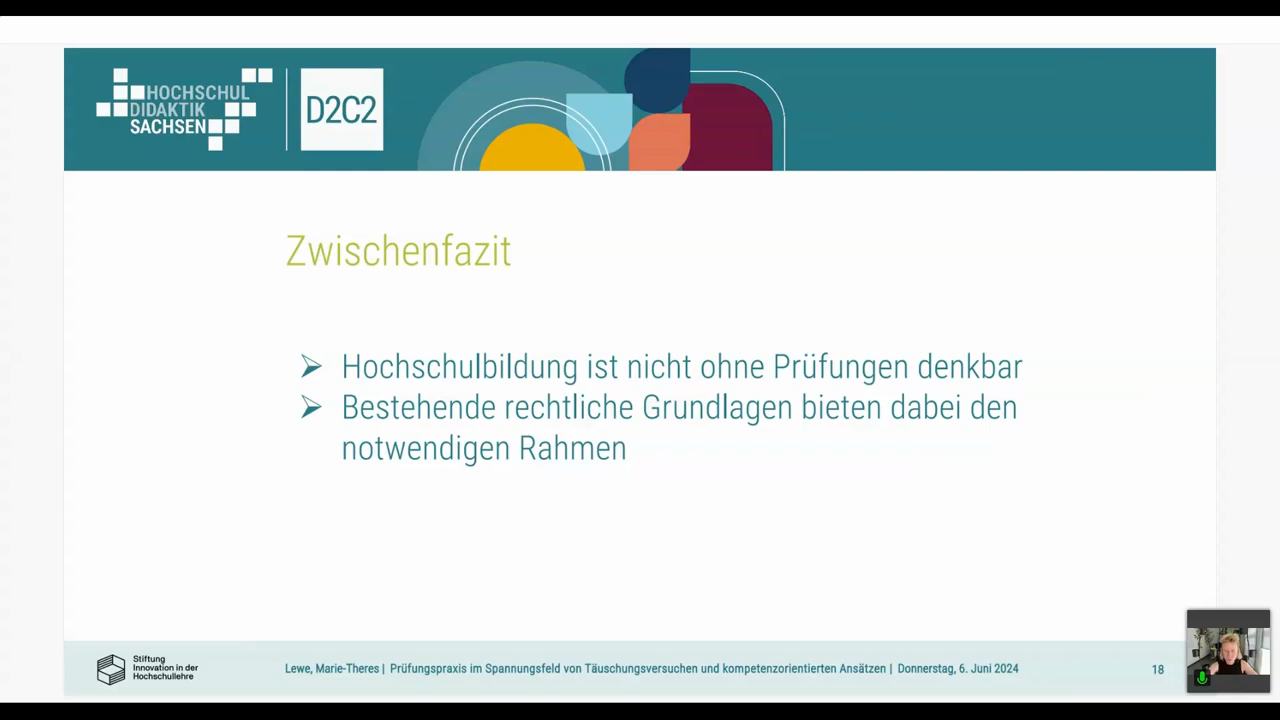 HOCHSCHUL
DIDAKTIK
SACHSEN
D2C2
Zwischenfazit
Hochschulbildung ist nicht ohne Prüfungen denkbar
Bestehende rechtliche Grundlagen bieten dabei den
notwendigen Rahmen
Stiftung
Innovation in der
Hochschullehre
Lewe, Marie-Theres | Prüfungspraxis im Spannungsfeld von Täuschungsversuchen und kompetenzorientierten Ansätzen | Donnerstag, 6. Juni 2024
18